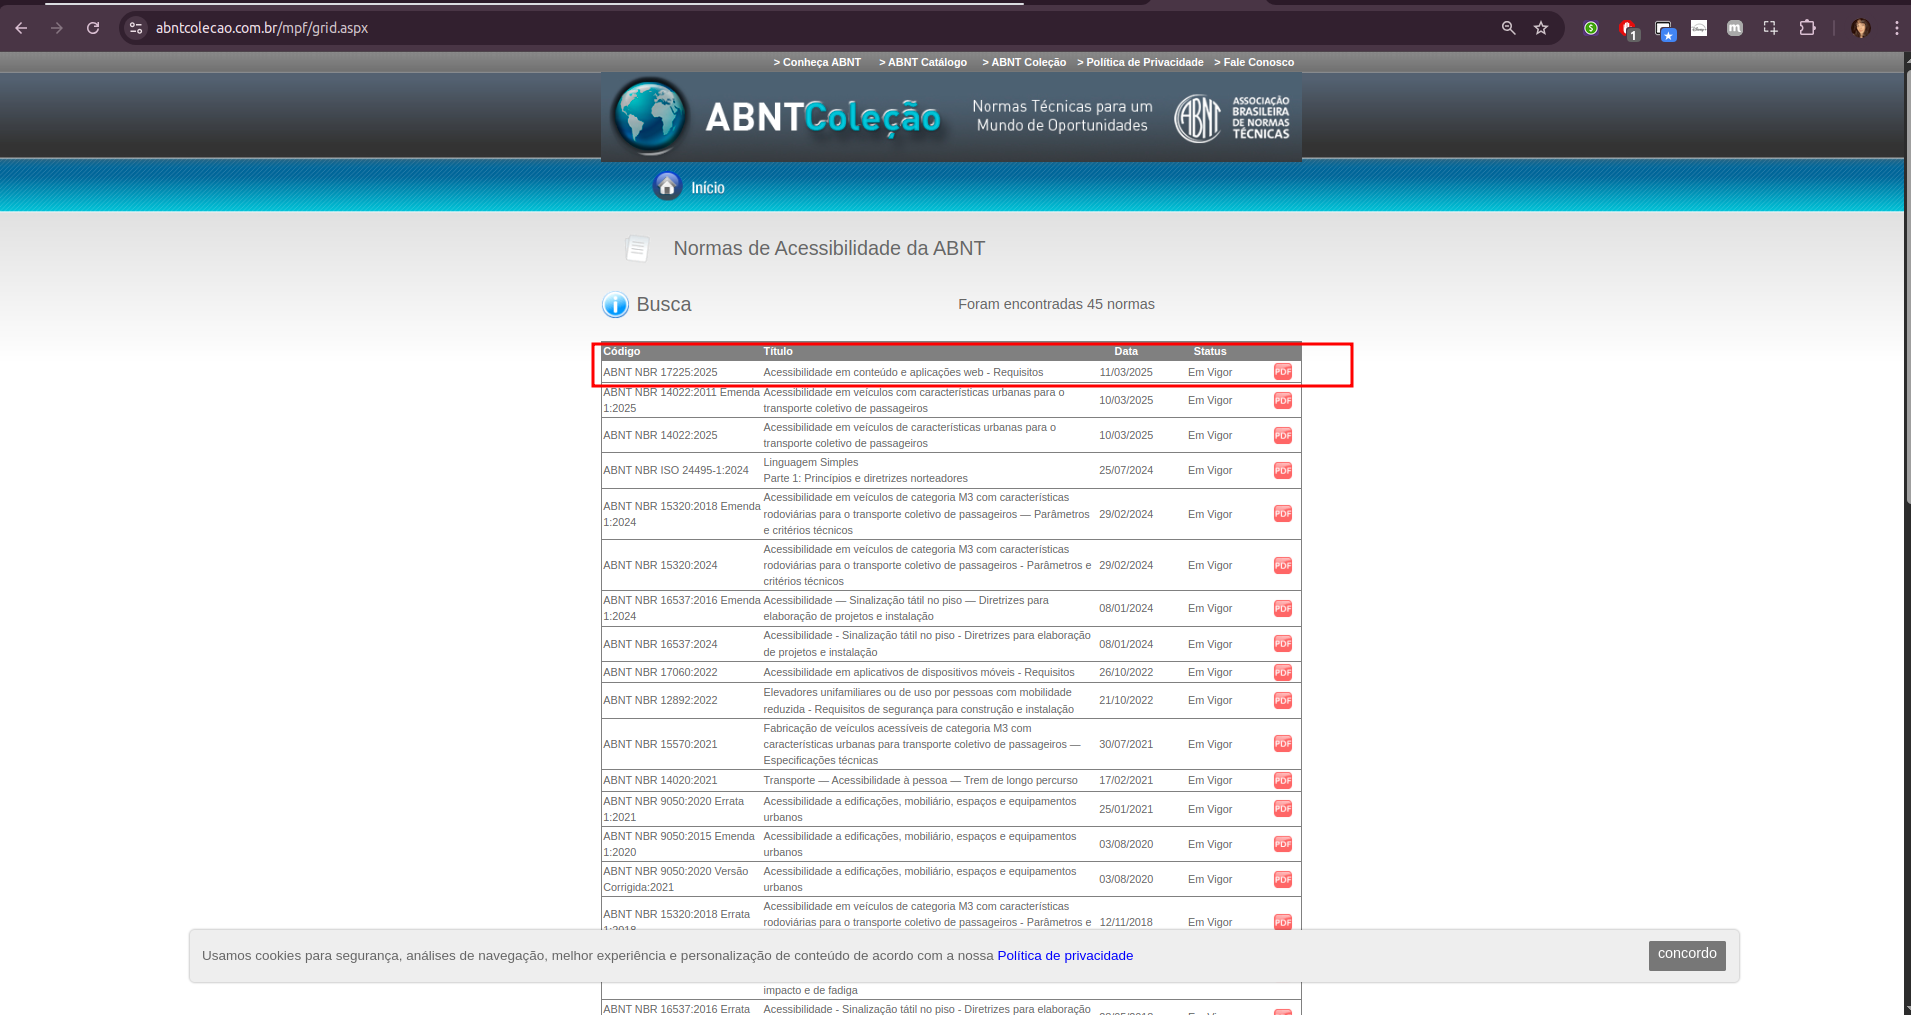 abntcolecao.com.br/mpf/grid.aspx
1
> Conheça ABNT > ABNT Catálogo > ABNT Coleção > Política de Privacidade > Fale Conosco
ABNTColeção
Normas Técnicas para um
Mundo de Oportunidades
ABNT
ASSOCIAÇÃO
BRASILEIRA
DE NORMAS
TÉCNICAS
Início
Normas de Acessibilidade da ABNT
Busca
Foram encontradas 45 normas
Código Título Data Status
ABNT NBR 17225:2025 Acessibilidade em conteúdo e aplicações web - Requisitos 11/03/2025 Em Vigor PDF
ABNT NBR 14022:2011 Emenda Acessibilidade em veículos com características urbanas para o
1:2025 transporte coletivo de passageiros 10/03/2025 Em Vigor PDF
ABNT NBR 14022:2025 Acessibilidade em veículos de características urbanas para o
transporte coletivo de passageiros 10/03/2025 Em Vigor PDF
ABNT NBR ISO 24495-1:2024 Linguagem Simples
Parte 1: Princípios e diretrizes norteadores 25/07/2024 Em Vigor PDF
ABNT NBR 15320:2018 Emenda Acessibilidade em veículos de categoria M3 com características
1:2024 rodoviárias para o transporte coletivo de passageiros — Parâmetros 29/02/2024 Em Vigor PDF
e critérios técnicos
ABNT NBR 15320:2024 Acessibilidade em veículos de categoria M3 com características
rodoviárias para o transporte coletivo de passageiros - Parâmetros e 29/02/2024 Em Vigor PDF
critérios técnicos
ABNT NBR 16537:2016 Emenda Acessibilidade — Sinalização tátil no piso — Diretrizes para
1:2024 elaboração de projetos e instalação 08/01/2024 Em Vigor PDF
ABNT NBR 16537:2024 Acessibilidade - Sinalização tátil no piso - Diretrizes para elaboração
de projetos e instalação 08/01/2024 Em Vigor PDF
ABNT NBR 17060:2022 Acessibilidade em aplicativos de dispositivos móveis - Requisitos 26/10/2022 Em Vigor PDF
ABNT NBR 12892:2022 Elevadores unifamiliares ou de uso por pessoas com mobilidade
reduzida - Requisitos de segurança para construção e instalação 21/10/2022 Em Vigor PDF
ABNT NBR 15570:2021 Fabricação de veículos acessíveis de categoria M3 com
características urbanas para transporte coletivo de passageiros — 30/07/2021 Em Vigor PDF
Especificações técnicas
ABNT NBR 14020:2021 Transporte — Acessibilidade à pessoa — Trem de longo percurso 17/02/2021 Em Vigor PDF
ABNT NBR 9050:2020 Errata Acessibilidade a edificações, mobiliário, espaços e equipamentos
1:2021 urbanos 25/01/2021 Em Vigor PDF
ABNT NBR 9050:2015 Emenda Acessibilidade a edificações, mobiliário, espaços e equipamentos
1:2020 urbanos 03/08/2020 Em Vigor PDF
ABNT NBR 9050:2020 Versão Acessibilidade a edificações, mobiliário, espaços e equipamentos
Corrigida:2021 urbanos 03/08/2020 Em Vigor PDF
ABNT NBR 15320:2018 Errata Acessibilidade em veículos de categoria M3 com características
rodoviárias para o transporte coletivo de passageiros - Parâmetros e 12/11/2018 Em Vigor PDF
Usamos cookies para segurança, análises de navegação, melhor experiência e personalização de conteúdo de acordo com a nossa Política de privacidade
concordo
impacto e de fadiga
ABNT NBR 16537:2016 Errata Acessibilidade - Sinalização tátil no piso - Diretrizes para elaboração